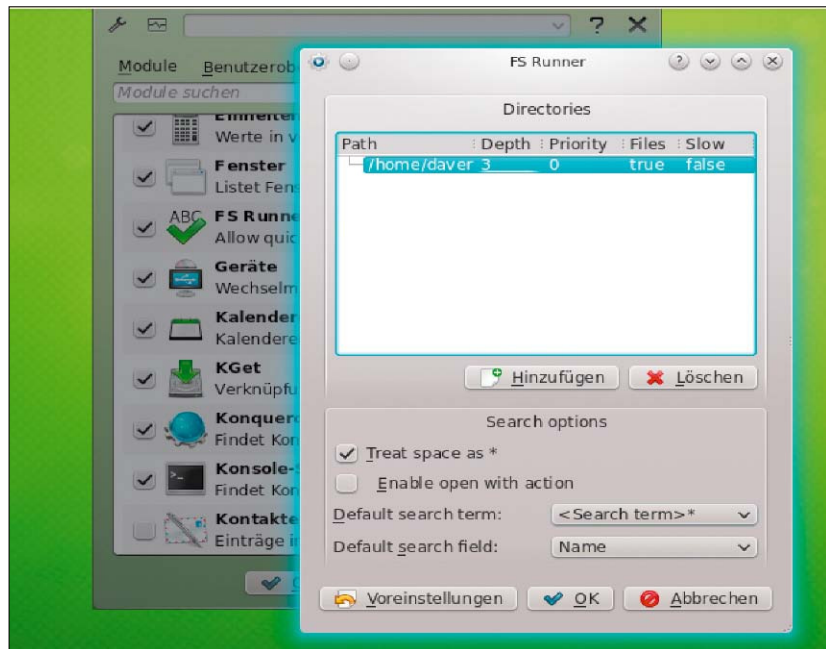 ?
Module Benutzerob
Module suchen
Einheiten
Werte in v
Fenster
Listet Fens
ABC FS Runne
Allow quic
Geräte
Wechselm
Kalender
Kalendere
KGet
Verknüpfu
Konquero
Findet Kon
Konsole-S
Findet Kon
Kontakte
Einträge i
FS Runner
Directories
Path Depth Priority Files Slow
/home/daver 3 0 true false
Hinzufügen Löschen
Search options
Treat space as *
Enable open with action
Default search term: <Search term>*
Default search field: Name
Voreinstellungen OK Abbrechen